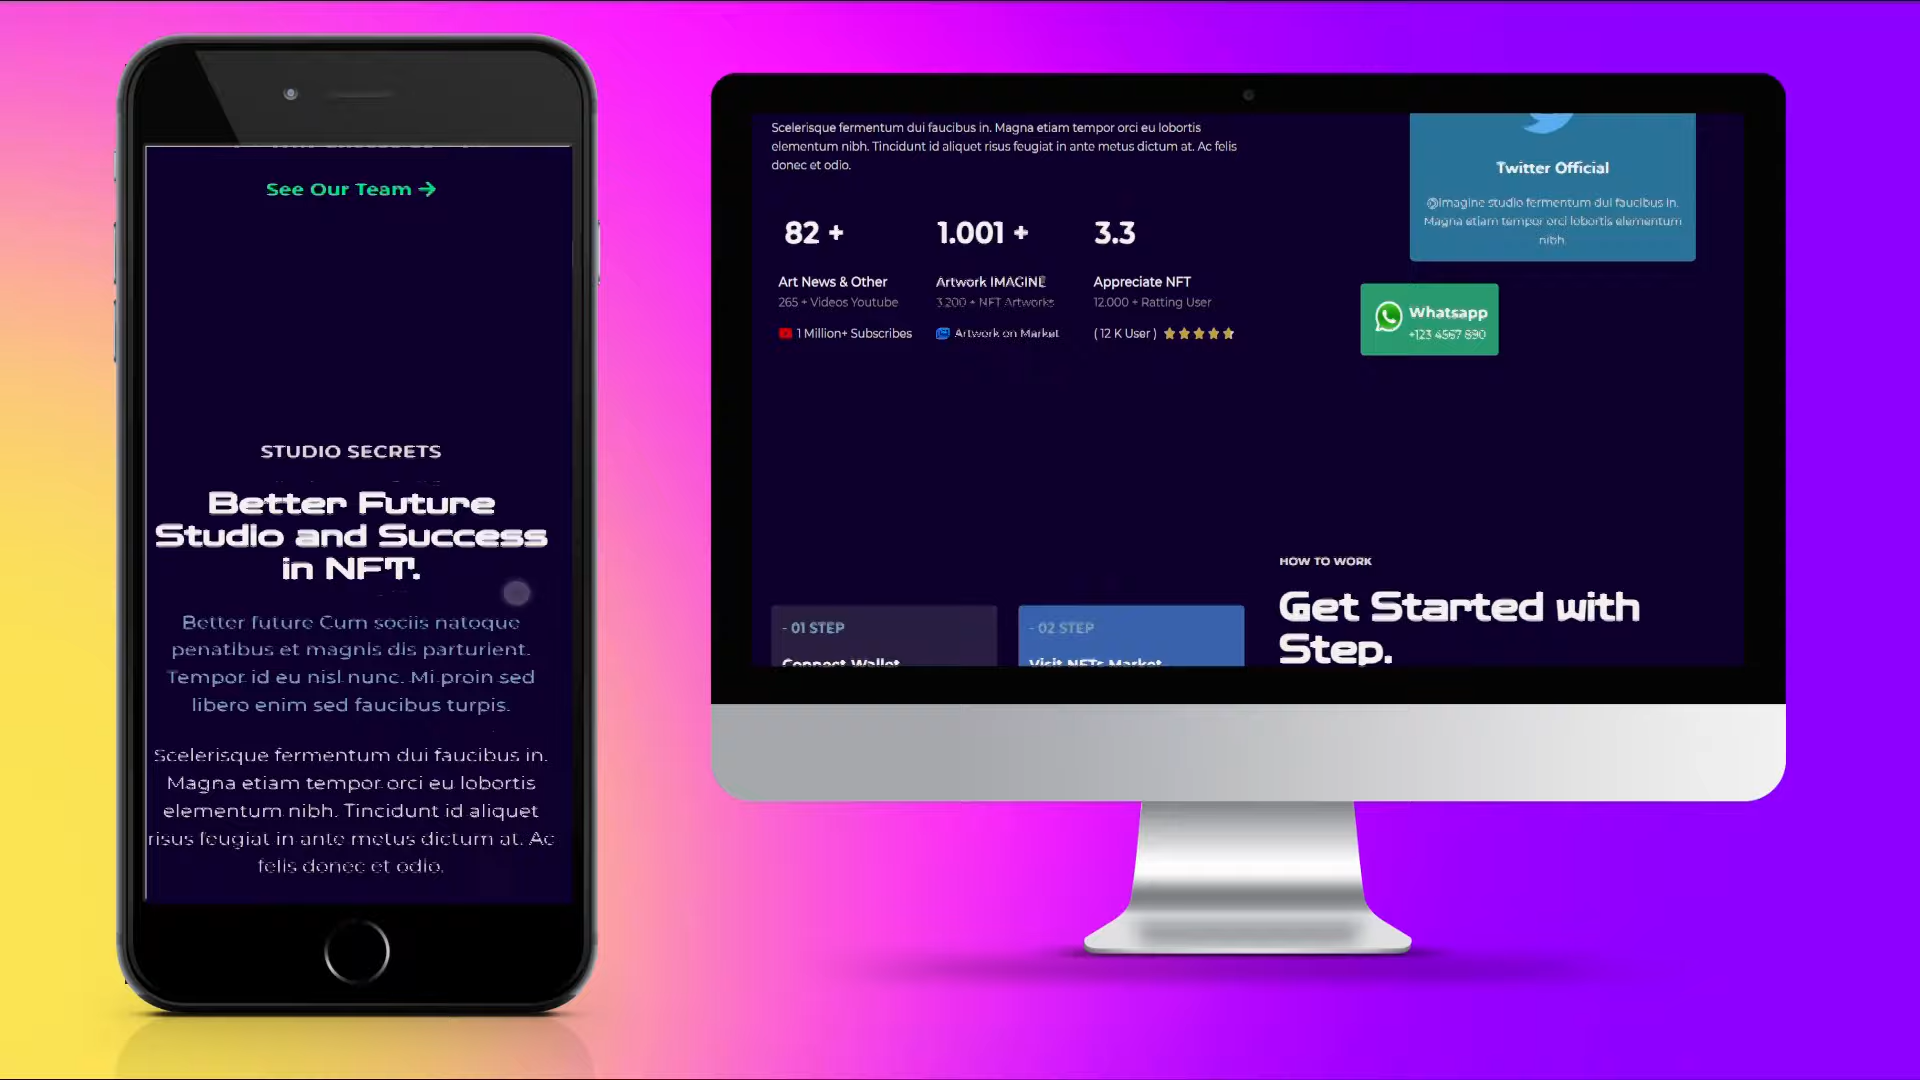 See Our Team →
STUDIO SECRETS
Better Future
Studio and Success
in NFT.
Better future Cum sociis natoque
penatibus et magnis dis parturient.
Tempor id eu nisl nunc. Mi proin sed
libero enim sed faucibus turpis.
Scelerisque fermentum dui faucibus in.
Magna etiam tempor orci eu lobortis
elementum nibh. Tincidunt id aliquet
risus feugiat in ante metus dictum at. Ac
felis donec et odio.
Scelerisque fermentum dui faucibus in. Magna etiam tempor orci eu lobortis
elementum nibh. Tincidunt id aliquet risus feugiat in ante metus dictum at. Ac felis
donec et odio.
82 +
Art News & Other
265 + Videos Youtube
1 Million+ Subscribes
1.001 +
Artwork IMAGINE
3.200 + NFT Artworks
Artwork on Market
3.3
Appreciate NFT
12.000 + Ratting User
( 12 K User )
Twitter Official
@Imagine studio fermentum dui faucibus in.
Magna etiam tempor orci lobortis elementum
nibh.
Whatsapp
+123 4567 890
- 01 STEP
Connect Wallet
- 02 STEP
Visit NFTs Market
HOW TO WORK
Get Started with
Step.